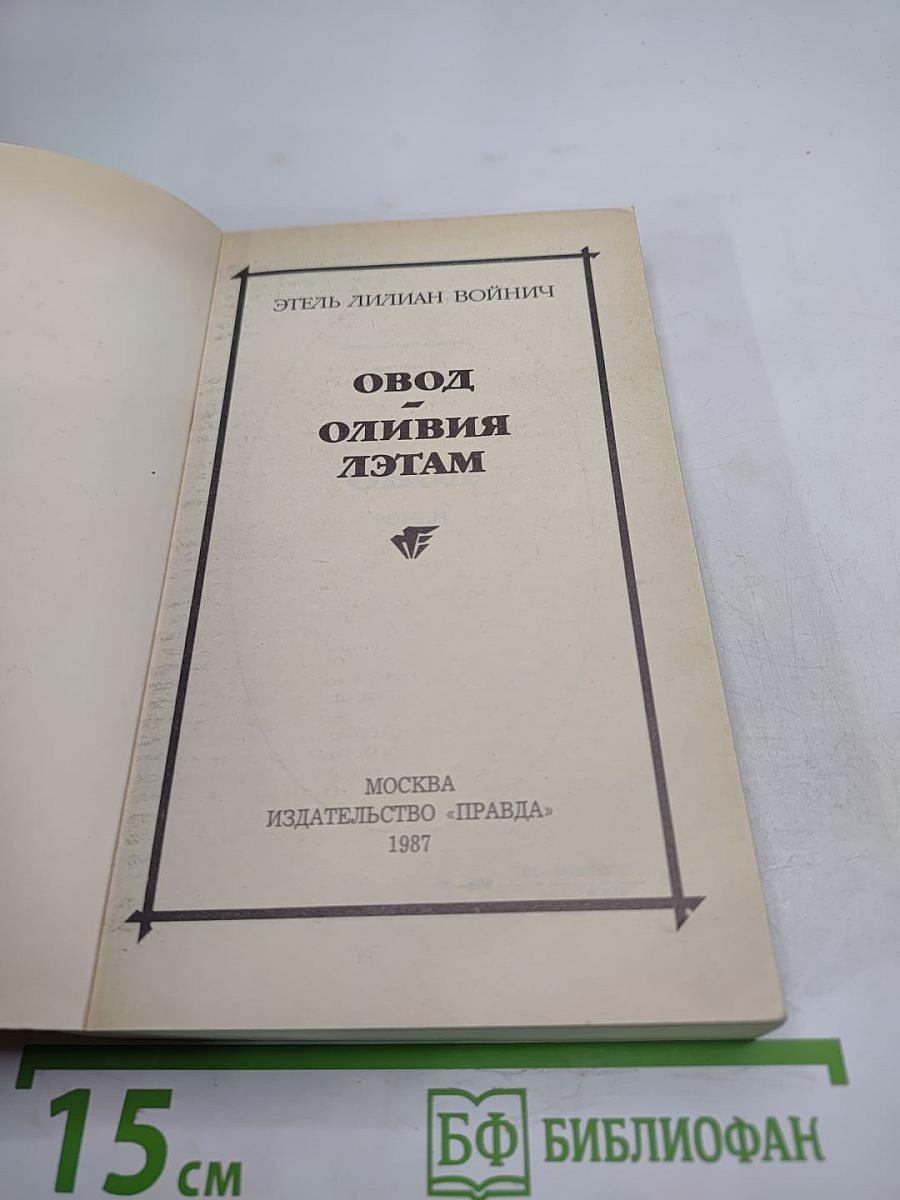 ЭТЕЛЬ ЛИЛИАН ВОЙНИЧ
ОВОД
-
ОЛИВИЯ
ЛЭТАМ
МОСКВА
ИЗДАТЕЛЬСТВО «ПРАВДА»
1987
15 см
БФ БИБЛИОФАН